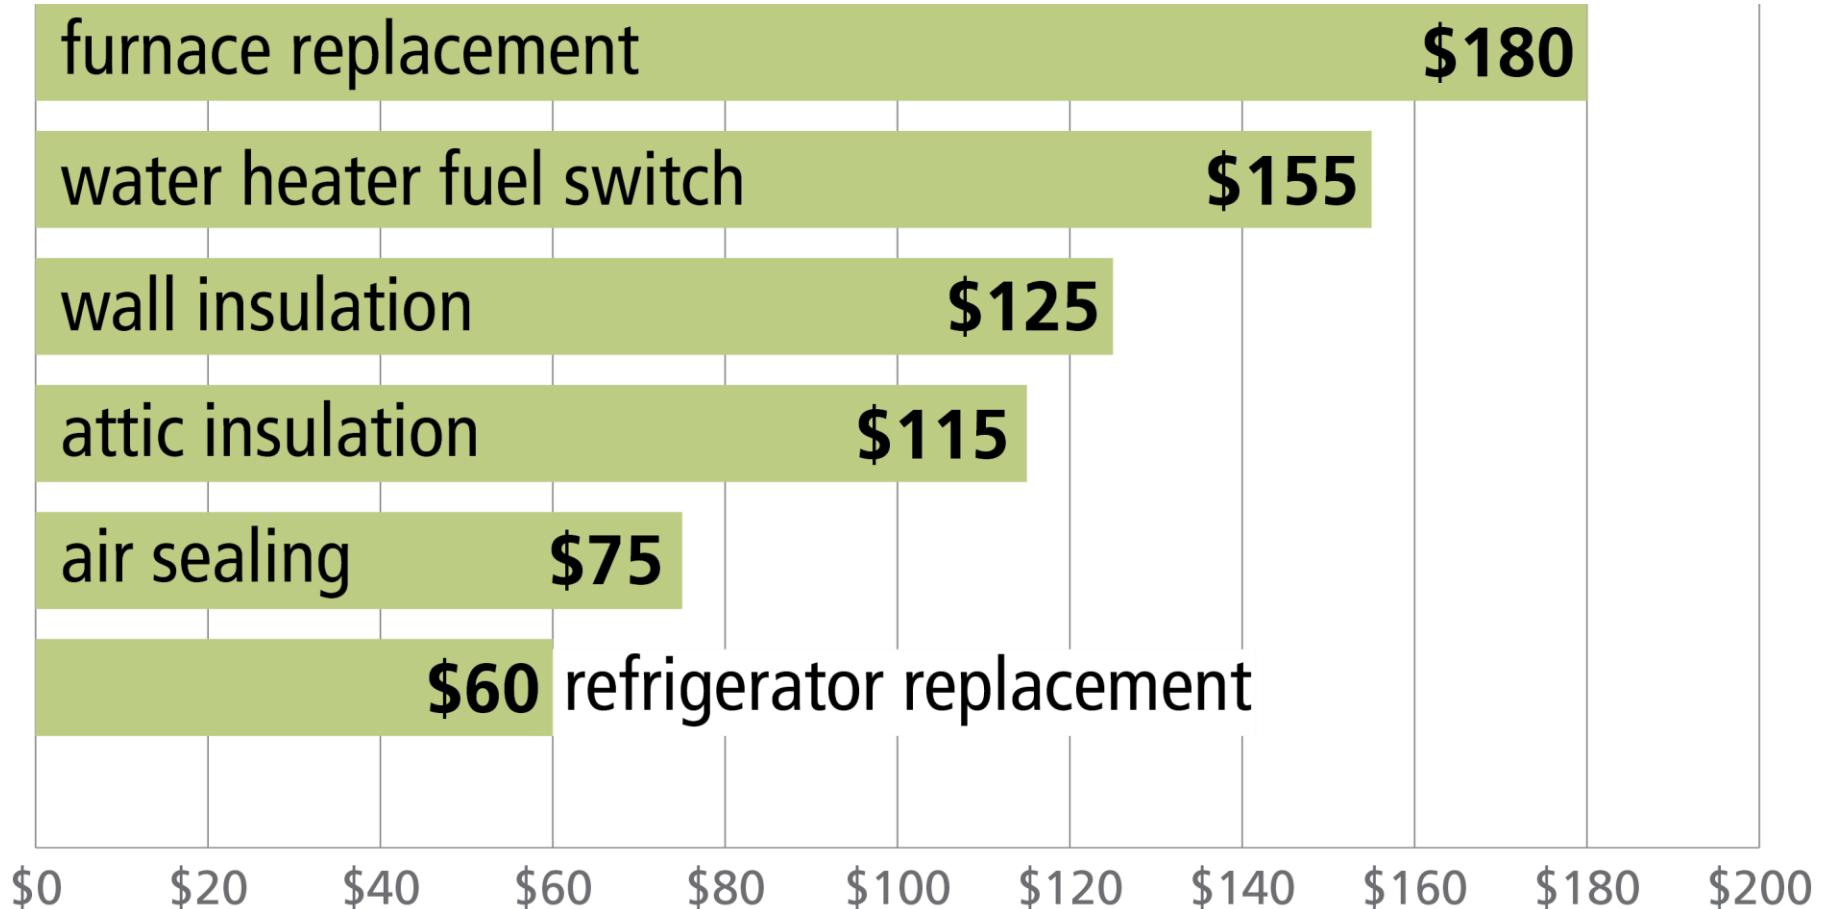 furnace replacement $180
water heater fuel switch $155
wall insulation $125
attic insulation $115
air sealing $75
$60 refrigerator replacement
$0 $20 $40 $60 $80 $100 $120 $140 $160 $180 $200